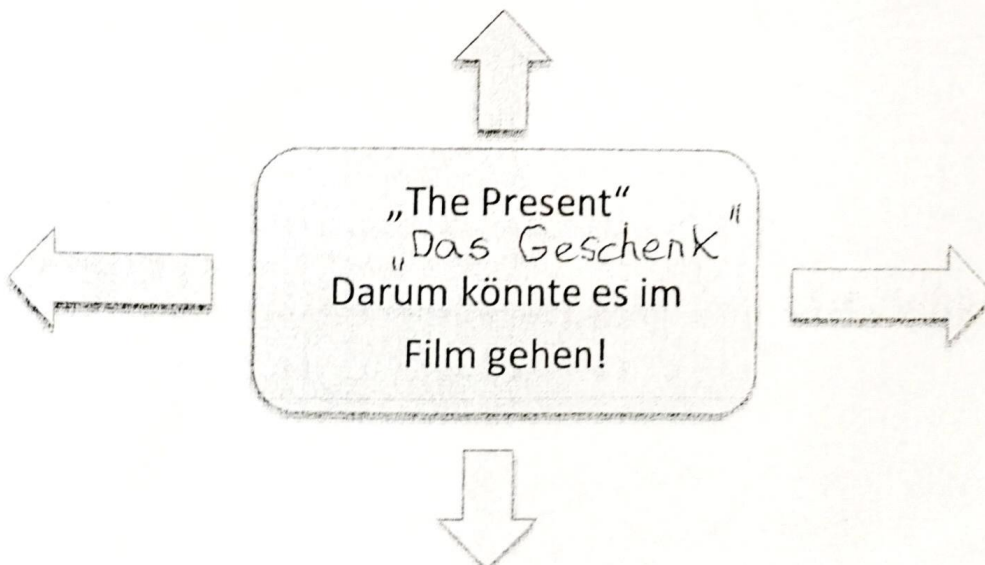 „The Present“
„Das Geschenk"
Darum könnte es im
Film gehen!